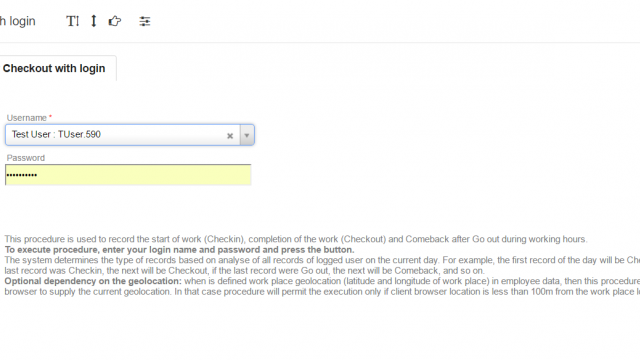 h login T
Checkout with login
Username *
Test User : TUser.590
Password
••••••••••
This procedure is used to record the start of work (Checkin), completion of the work (Checkout) and Comeback after Go out during working hours.
To execute procedure, enter your login name and password and press the button.
The system determines the type of records based on analyse of all records of logged user on the current day. For example, the first record of the day will be Che
last record was Checkin, the next will be Checkout, if the last record were Go out, the next will be Comeback, and so on.
Optional dependency on the geolocation: when is defined work place geolocation (latitude and longitude of work place) in employee data, then this procedure
browser to supply the current geolocation. In that case procedure will permit the execution only if client browser location is less than 100m from the work place l